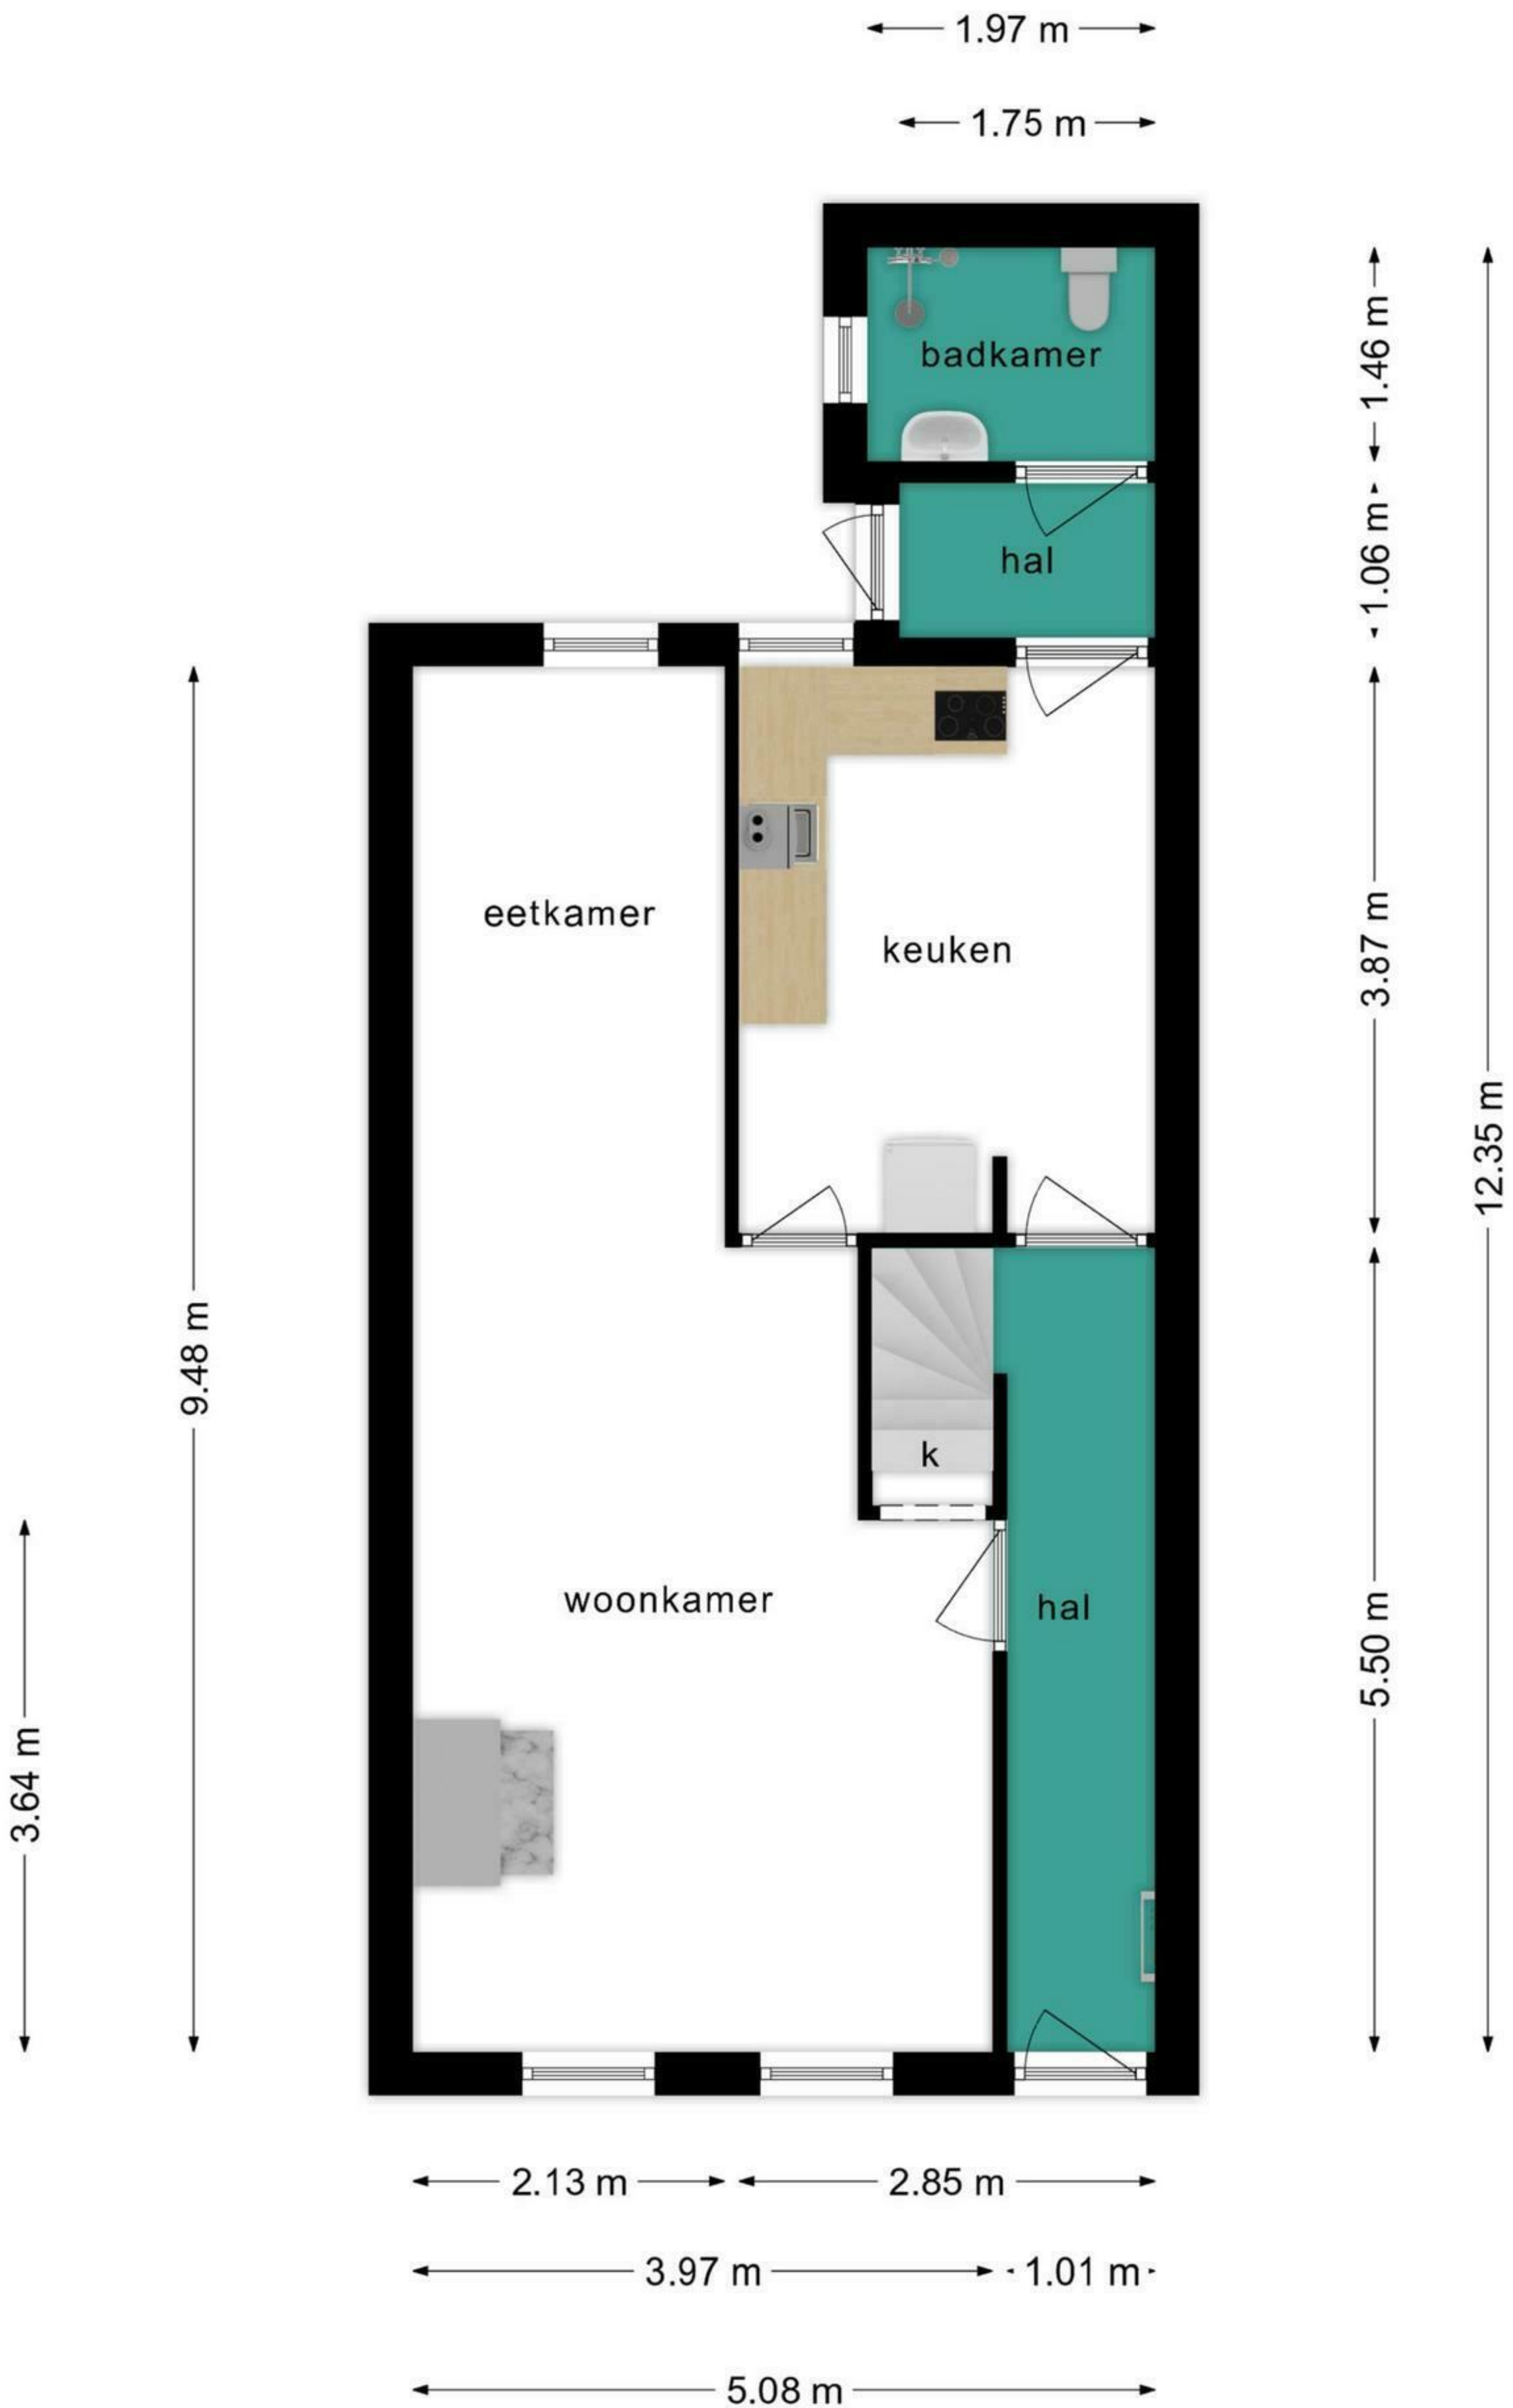 1.97 m
1.75 m
badkamer
1.46 m
hal
1.06 m
eetkamer
keuken
3.87 m
12.35 m
9.48 m
k
woonkamer
hal
5.50 m
3.64 m
2.13 m
2.85 m
3.97 m
1.01 m
5.08 m